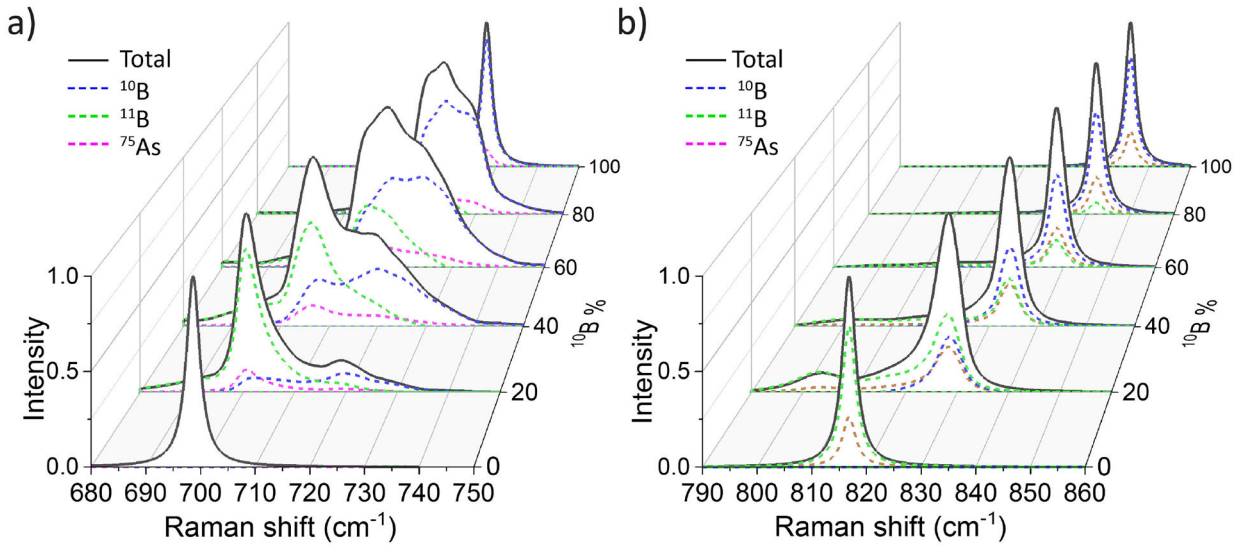 a)
Total
¹⁰B
¹¹B
⁷⁵As
1.0
0.5
0.0
Intensity
680 690 700 710 720 730 740 750
Raman shift (cm⁻¹)
0
20
40
60
80
100
¹⁰B %
b)
Total
¹⁰B
¹¹B
⁷⁵As
1.0
0.5
0.0
Intensity
790 800 810 820 830 840 850 860
Raman shift (cm⁻¹)
0
20
40
60
80
100
¹⁰B %